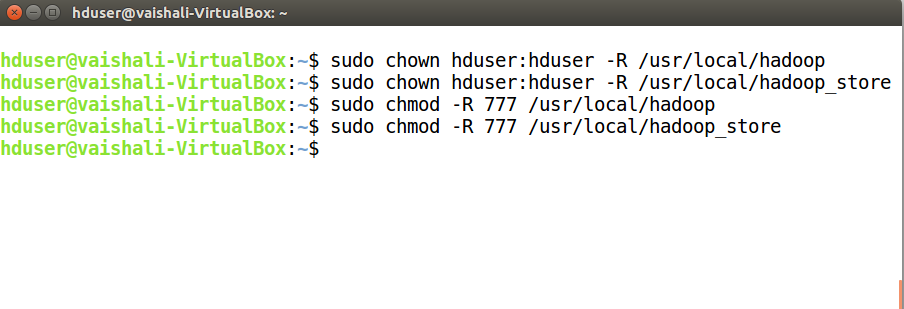 hduser@vaishali-VirtualBox: ~
hduser@vaishali-VirtualBox:~$ sudo chown hduser:hduser -R /usr/local/hadoop
hduser@vaishali-VirtualBox:~$ sudo chown hduser:hduser -R /usr/local/hadoop_store
hduser@vaishali-VirtualBox:~$ sudo chmod -R 777 /usr/local/hadoop
hduser@vaishali-VirtualBox:~$ sudo chmod -R 777 /usr/local/hadoop_store
hduser@vaishali-VirtualBox:~$